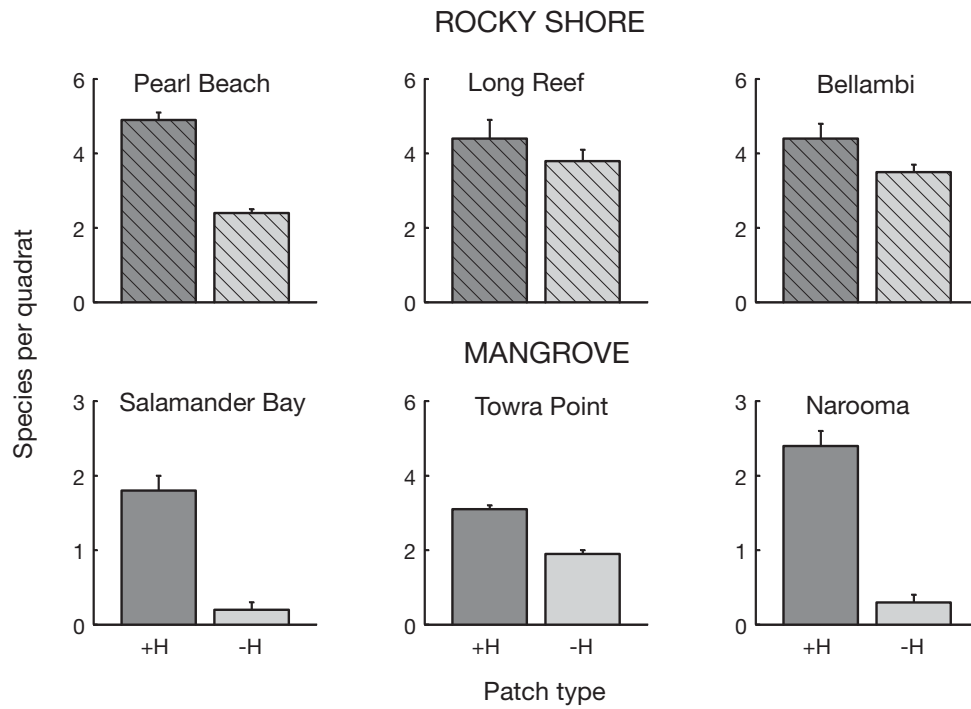 ROCKY SHORE
Pearl Beach
Long Reef
Bellambi
6
4
2
0
6
4
2
0
6
4
2
0
Species per quadrat
MANGROVE
Salamander Bay
Towra Point
Narooma
3
2
1
0
6
4
2
0
3
2
1
0
+H -H
+H -H
+H -H
Patch type